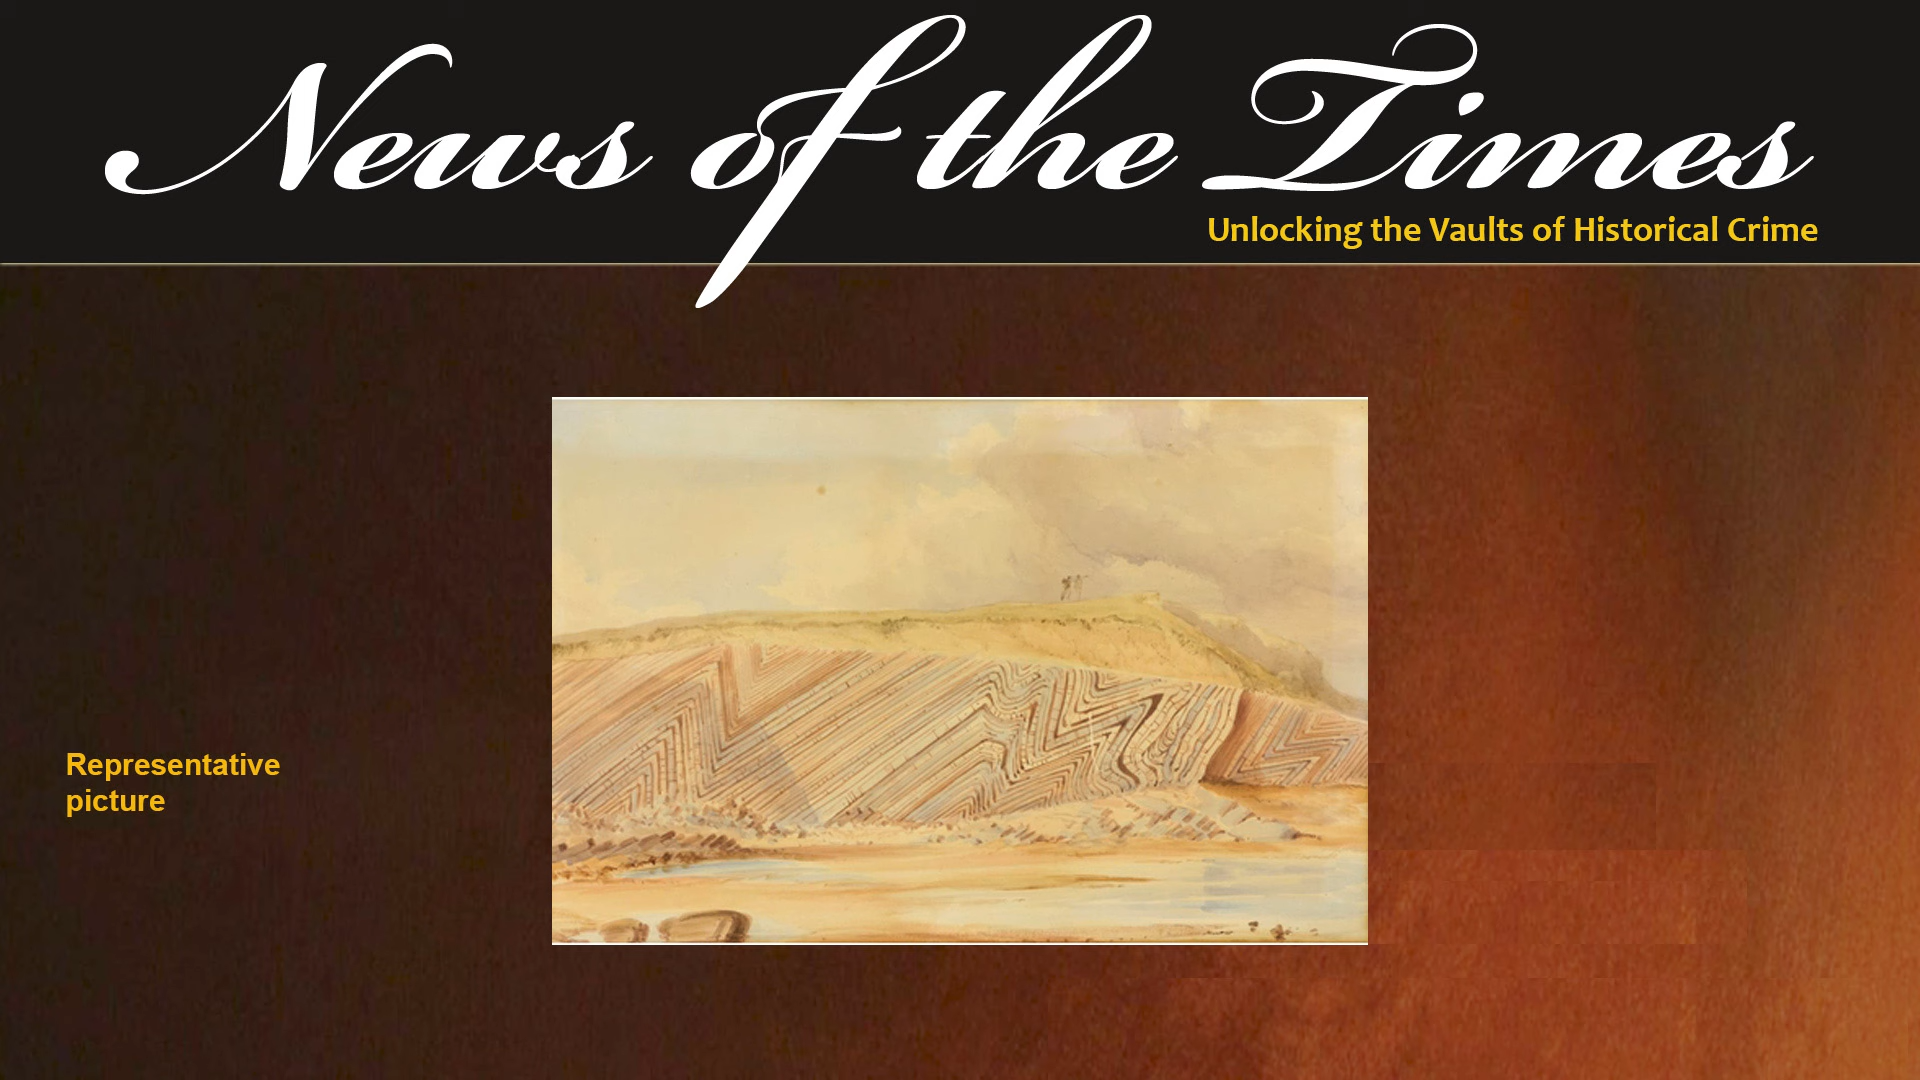 News of the Times
Unlocking the Vaults of Historical Crime
Representative
picture